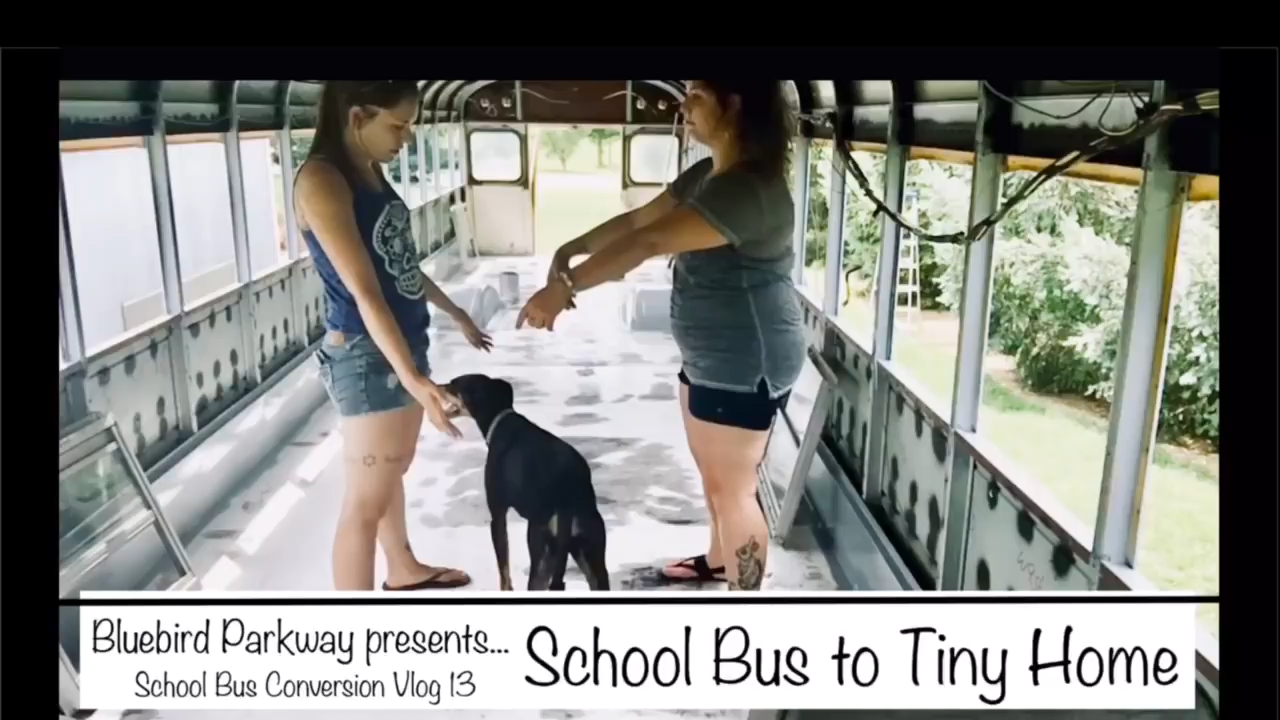 Bluebird Parkway presents...
School Bus Conversion Vlog 13
School Bus to Tiny Home